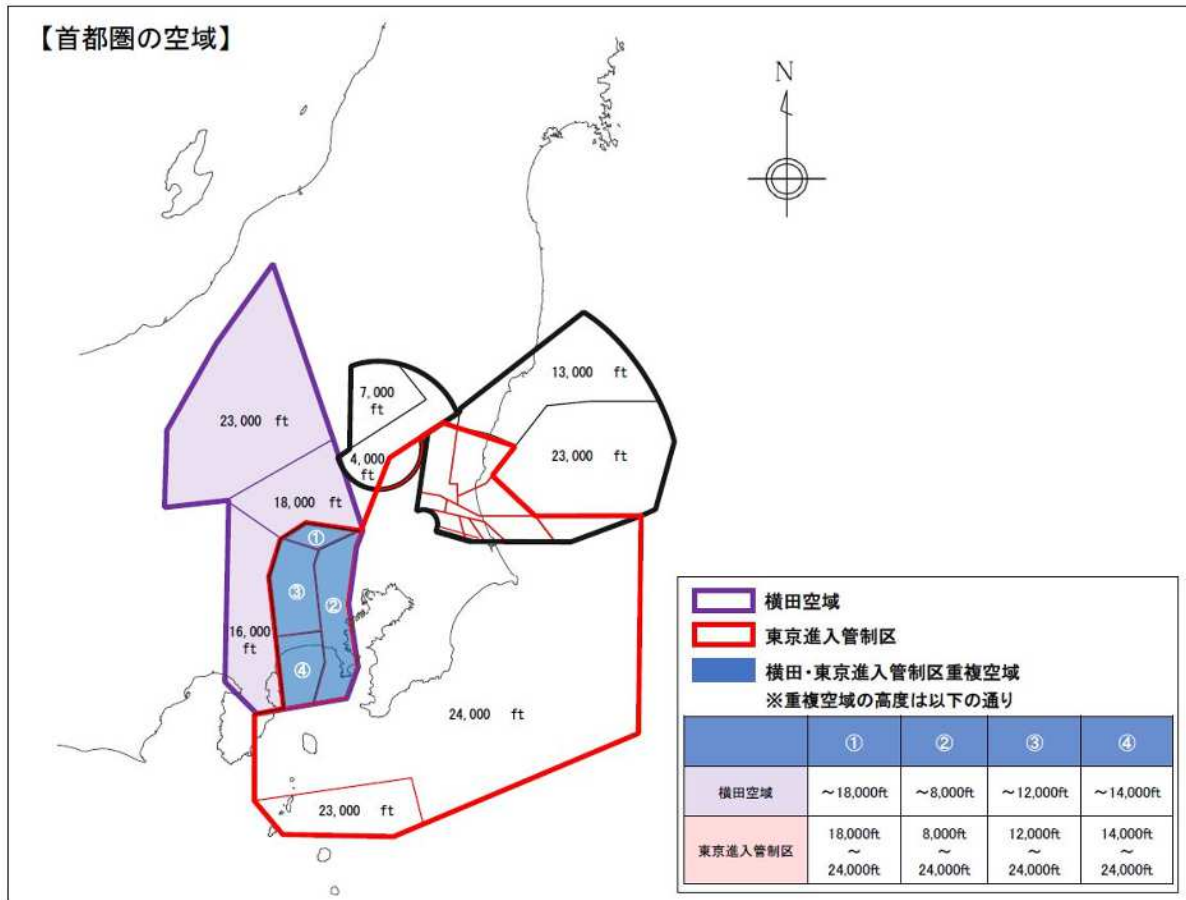 【首都圏の空域】
N
13,000 ft
7,000
ft
23,000 ft
4,000
ft
23,000 ft
18,000 ft
①
③
②
16,000
ft
④
24,000 ft
23,000 ft
横田空域
東京進入管制区
横田・東京進入管制区重複空域
※重複空域の高度は以下の通り
① ② ③ ④
横田空域 ～18,000ft ～8,000ft ～12,000ft ～14,000ft
東京進入管制区 18,000ft ～ 24,000ft 8,000ft ～ 24,000ft 12,000ft ～ 24,000ft 14,000ft ～ 24,000ft